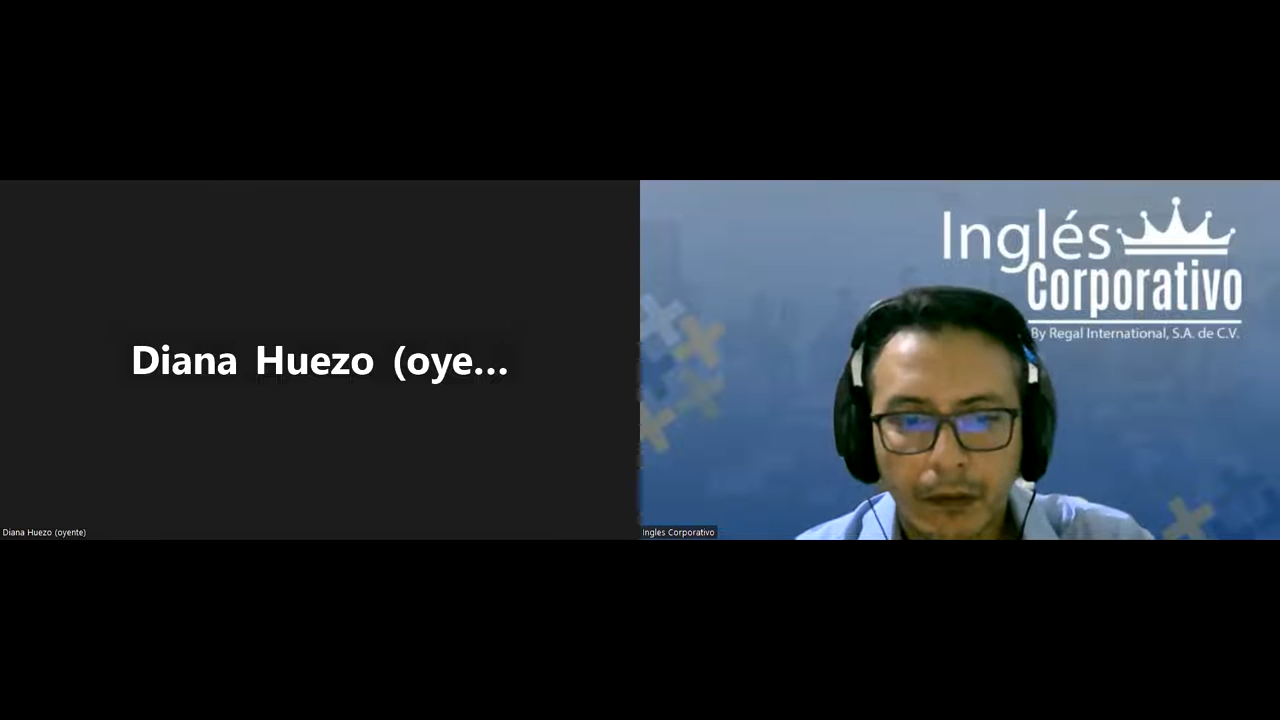 Diana Huezo (oye...
Diana Huezo (oyente)
Inglés
Corporativo
By Regal International, S.A. de C.V.
Ingles Corporativo